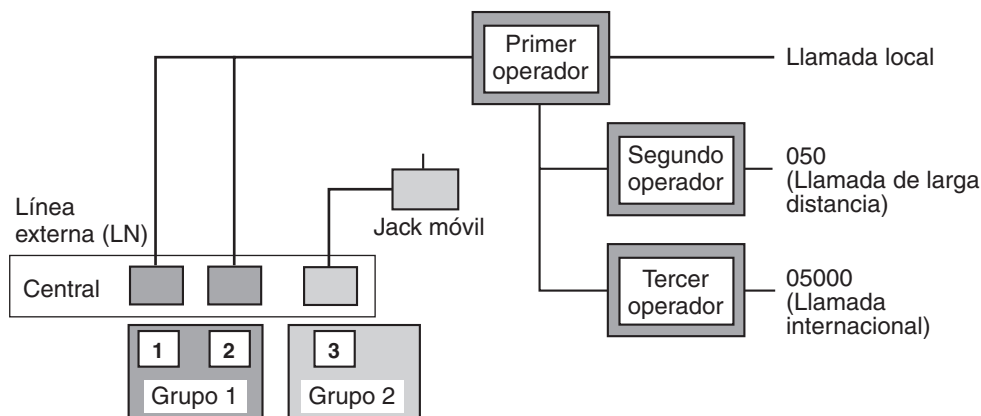 Primer
operador
Llamada local
Segundo
operador
050
(Llamada de larga
distancia)
Jack móvil
Línea
externa (LN)
Central
Tercer
operador
05000
(Llamada
internacional)
1
2
3
Grupo 1
Grupo 2